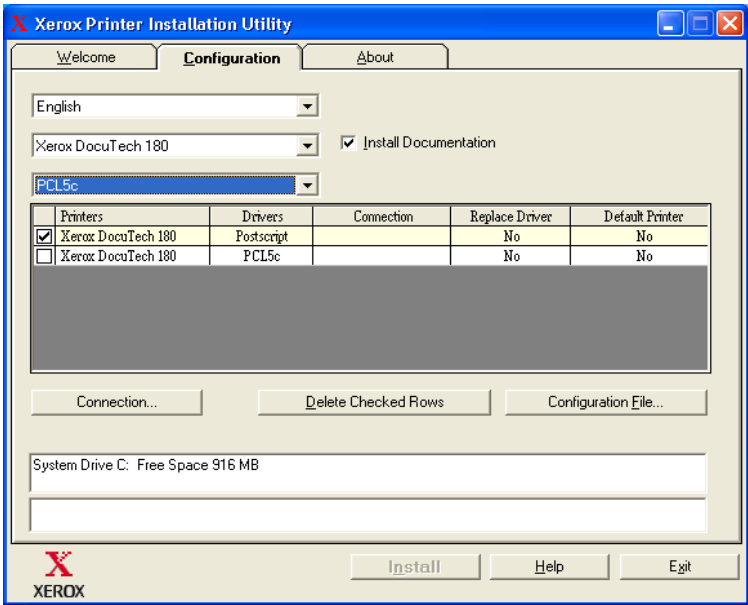 X Xerox Printer Installation Utility
Welcome Configuration About
English
Xerox DocuTech 180 Install Documentation
PCL5c
Printers Drivers Connection Replace Driver Default Printer
Xerox DocuTech 180 Postscript No No
Xerox DocuTech 180 PCL5c No No
Connection... Delete Checked Rows Configuration File...
System Drive C: Free Space 916 MB
X
XEROX Install Help Exit